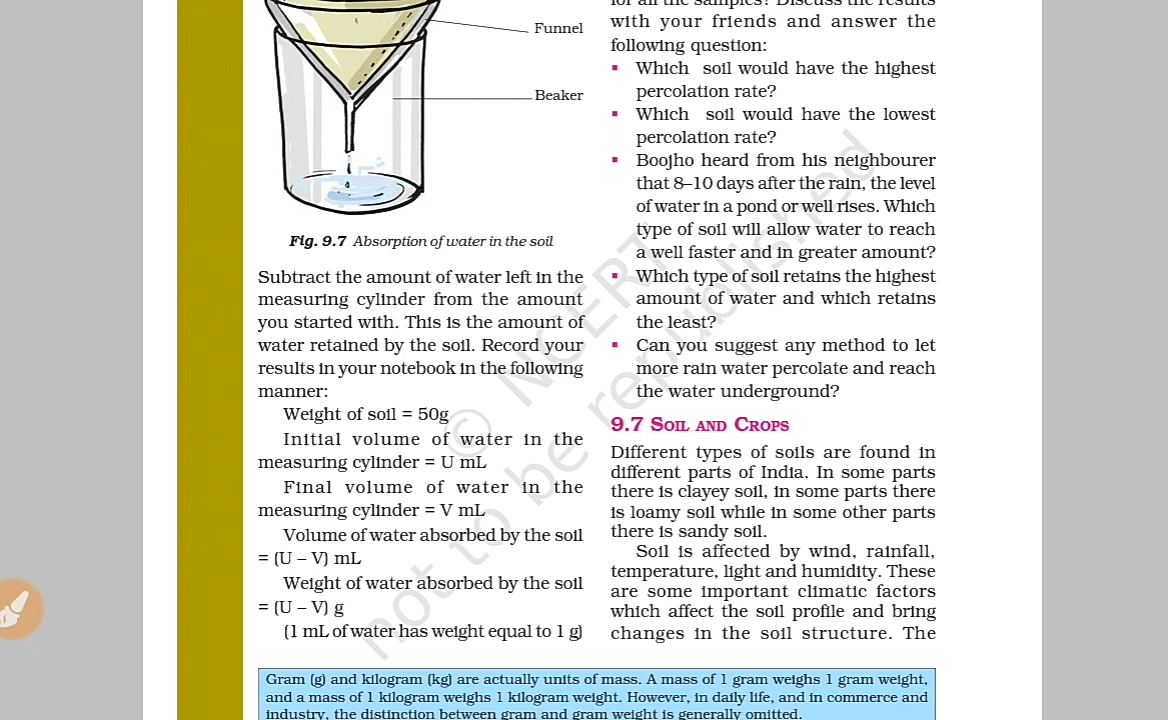 Funnel
Beaker
Fig. 9.7 Absorption of water in the soil
Subtract the amount of water left in the
measuring cylinder from the amount
you started with. This is the amount of
water retained by the soil. Record your
results in your notebook in the following
manner:
Weight of soil = 50g
Initial volume of water in the
measuring cylinder = U mL
Final volume of water in the
measuring cylinder = V mL
Volume of water absorbed by the soil
= (U – V) mL
Weight of water absorbed by the soil
= (U – V) g
(1 mL of water has weight equal to 1 g)
for all the samples? Discuss the results
with your friends and answer the
following question:
▪ Which soil would have the highest
percolation rate?
▪ Which soil would have the lowest
percolation rate?
▪ Boojho heard from his neighbourer
that 8–10 days after the rain, the level
of water in a pond or well rises. Which
type of soil will allow water to reach
a well faster and in greater amount?
▪ Which type of soil retains the highest
amount of water and which retains
the least?
▪ Can you suggest any method to let
more rain water percolate and reach
the water underground?
9.7 SOIL AND CROPS
Different types of soils are found in
different parts of India. In some parts
there is clayey soil, in some parts there
is loamy soil while in some other parts
there is sandy soil.
Soil is affected by wind, rainfall,
temperature, light and humidity. These
are some important climatic factors
which affect the soil profile and bring
changes in the soil structure. The
Gram (g) and kilogram (kg) are actually units of mass. A mass of 1 gram weighs 1 gram weight,
and a mass of 1 kilogram weighs 1 kilogram weight. However, in daily life, and in commerce and
industry, the distinction between gram and gram weight is generally omitted.
© NCERT
not to be republished